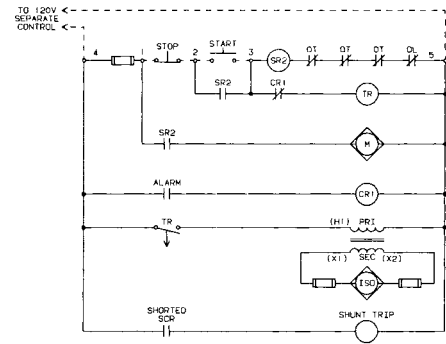 TO 120V
SEPARATE
CONTROL
4 1 STOP 2 START 3 SR2 OT OT OT OL 5
SR2 CR1 TR
SR2 M
ALARM CR1
TR (H1) PRI
(X1) SEC (X2)
ISO
SHORTED
SCR SHUNT TRIP